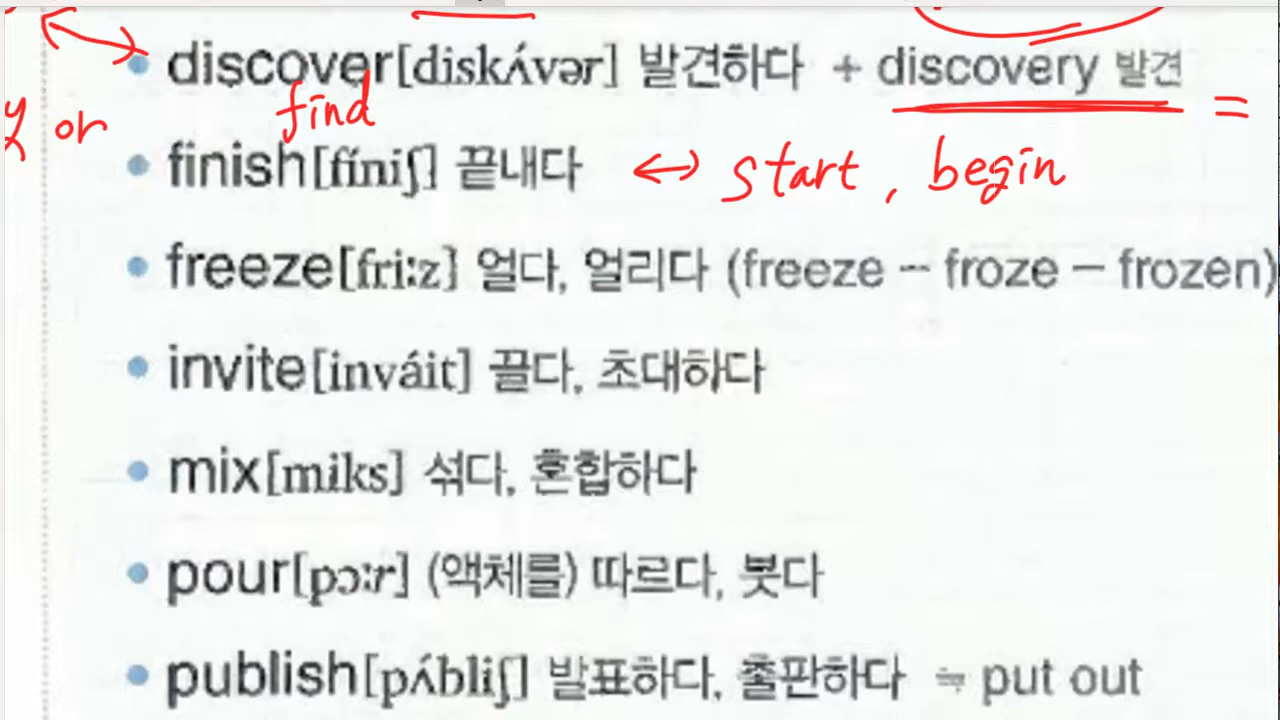 discover[diskʌ́vər] 발견하다 + discovery 발견 =
find
y or
finish[fíniʃ] 끝내다 ↔ start, begin
freeze[fri:z] 얼다, 얼리다 (freeze - froze - frozen)
invite[inváit] 끌다, 초대하다
mix[miks] 섞다, 혼합하다
pour[pɔːr] (액체를) 따르다, 붓다
publish[pʌ́bliʃ] 발표하다, 출판하다 ≒ put out